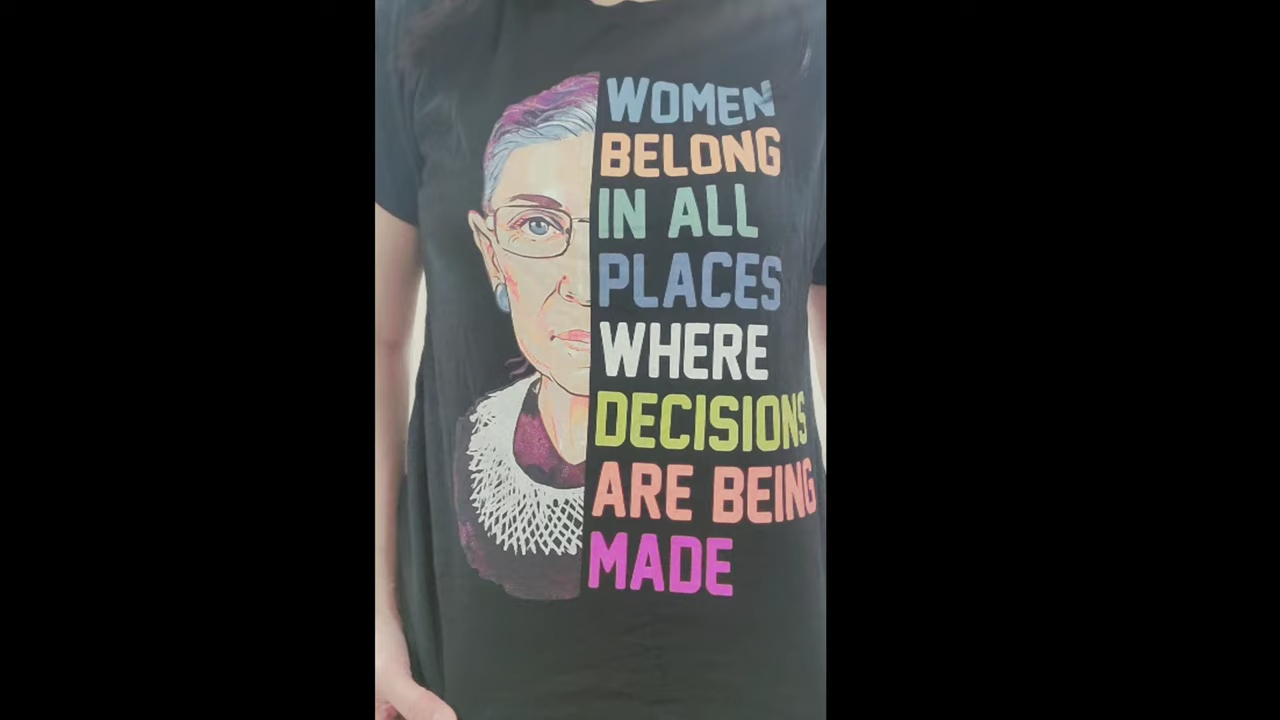 WOMEN
BELONG
IN ALL
PLACES
WHERE
DECISIONS
ARE BEING
MADE